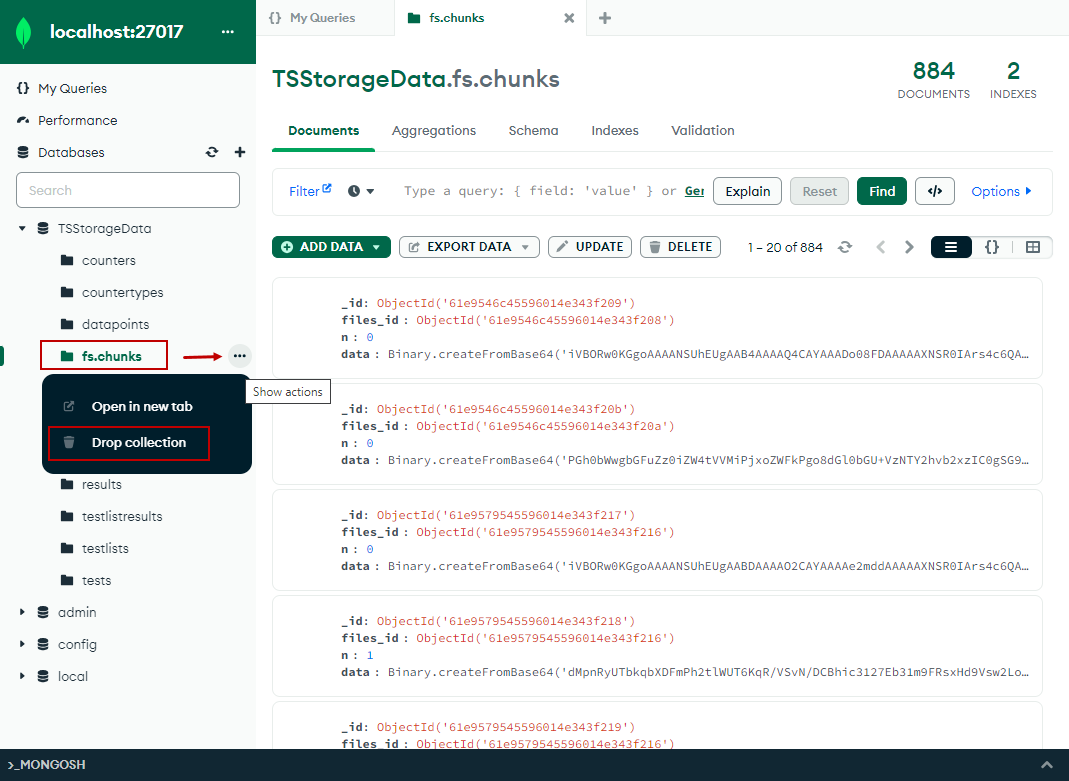 localhost:27017 ...
{} My Queries
fs.chunks
My Queries
Performance
Databases
Search
TSStorageData
counters
countertypes
datapoints
fs.chunks
Show actions
Open in new tab
Drop collection
results
testlistresults
testlists
tests
admin
config
local
TSStorageData.fs.chunks
884
DOCUMENTS
2
INDEXES
Documents Aggregations Schema Indexes Validation
Filter Type a query: { field: 'value' } or Ger Explain Reset Find </> Options
ADD DATA EXPORT DATA UPDATE DELETE 1 – 20 of 884 {}
_id: ObjectId('61e9546c45596014e343f209')
files_id : ObjectId('61e9546c45596014e343f208')
n : 0
data : Binary.createFromBase64('iVBORw0KGgoAAAANSUhEUgAAB4AAAAQ4CAYAAADo08FDAAAAAXNSR0IArs4c6QA…
_id: ObjectId('61e9546c45596014e343f20b')
files_id : ObjectId('61e9546c45596014e343f20a')
n : 0
data : Binary.createFromBase64('PGh0bWwgbGFuZz0iZW4tVVMiPjxoZWFkPgo8dGl0bGU+VzNTY2hvb2xzIC0gSG9…
_id: ObjectId('61e9579545596014e343f217')
files_id : ObjectId('61e9579545596014e343f216')
n : 0
data : Binary.createFromBase64('iVBORw0KGgoAAAANSUhEUgAABDAAAAO2CAYAAAAe2mddAAAAAXNSR0IArs4c6QA…
_id: ObjectId('61e9579545596014e343f218')
files_id : ObjectId('61e9579545596014e343f216')
n : 1
data : Binary.createFromBase64('dMpnRyUTbkqbXDFmPh2tlWUT6KqR/VSvN/DCBhic3127Eb31m9FRsxHd9Vsw2Lo…
_id: ObjectId('61e9579545596014e343f219')
files_id : ObjectId('61e9579545596014e343f216')
>_MONGOSH